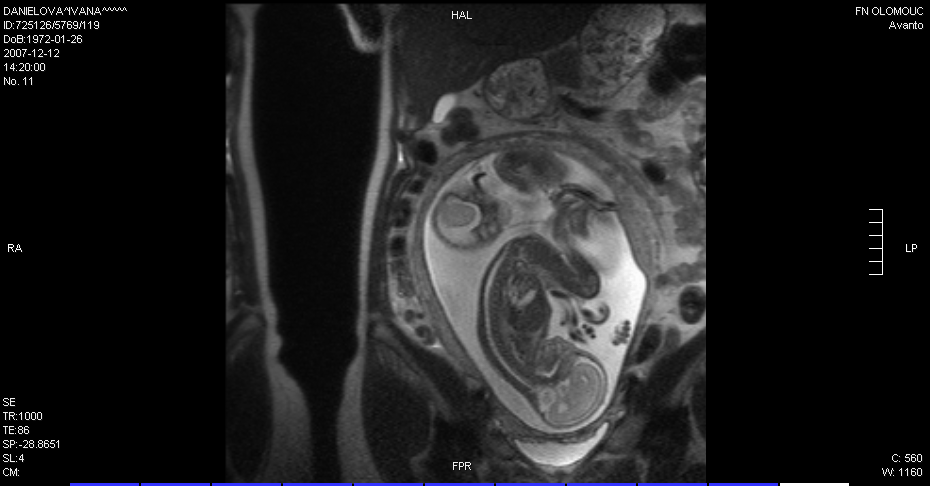 DANIELOVA^IVANA^^^^^
ID:725126/5769/119
DoB:1972-01-26
2007-12-12
14:20:00
No. 11
HAL
FN OLOMOUC
Avanto
RA
LP
SE
TR:1000
TE:86
SP:-28.8651
SL:4
CM:
FPR
C: 560
W: 1160